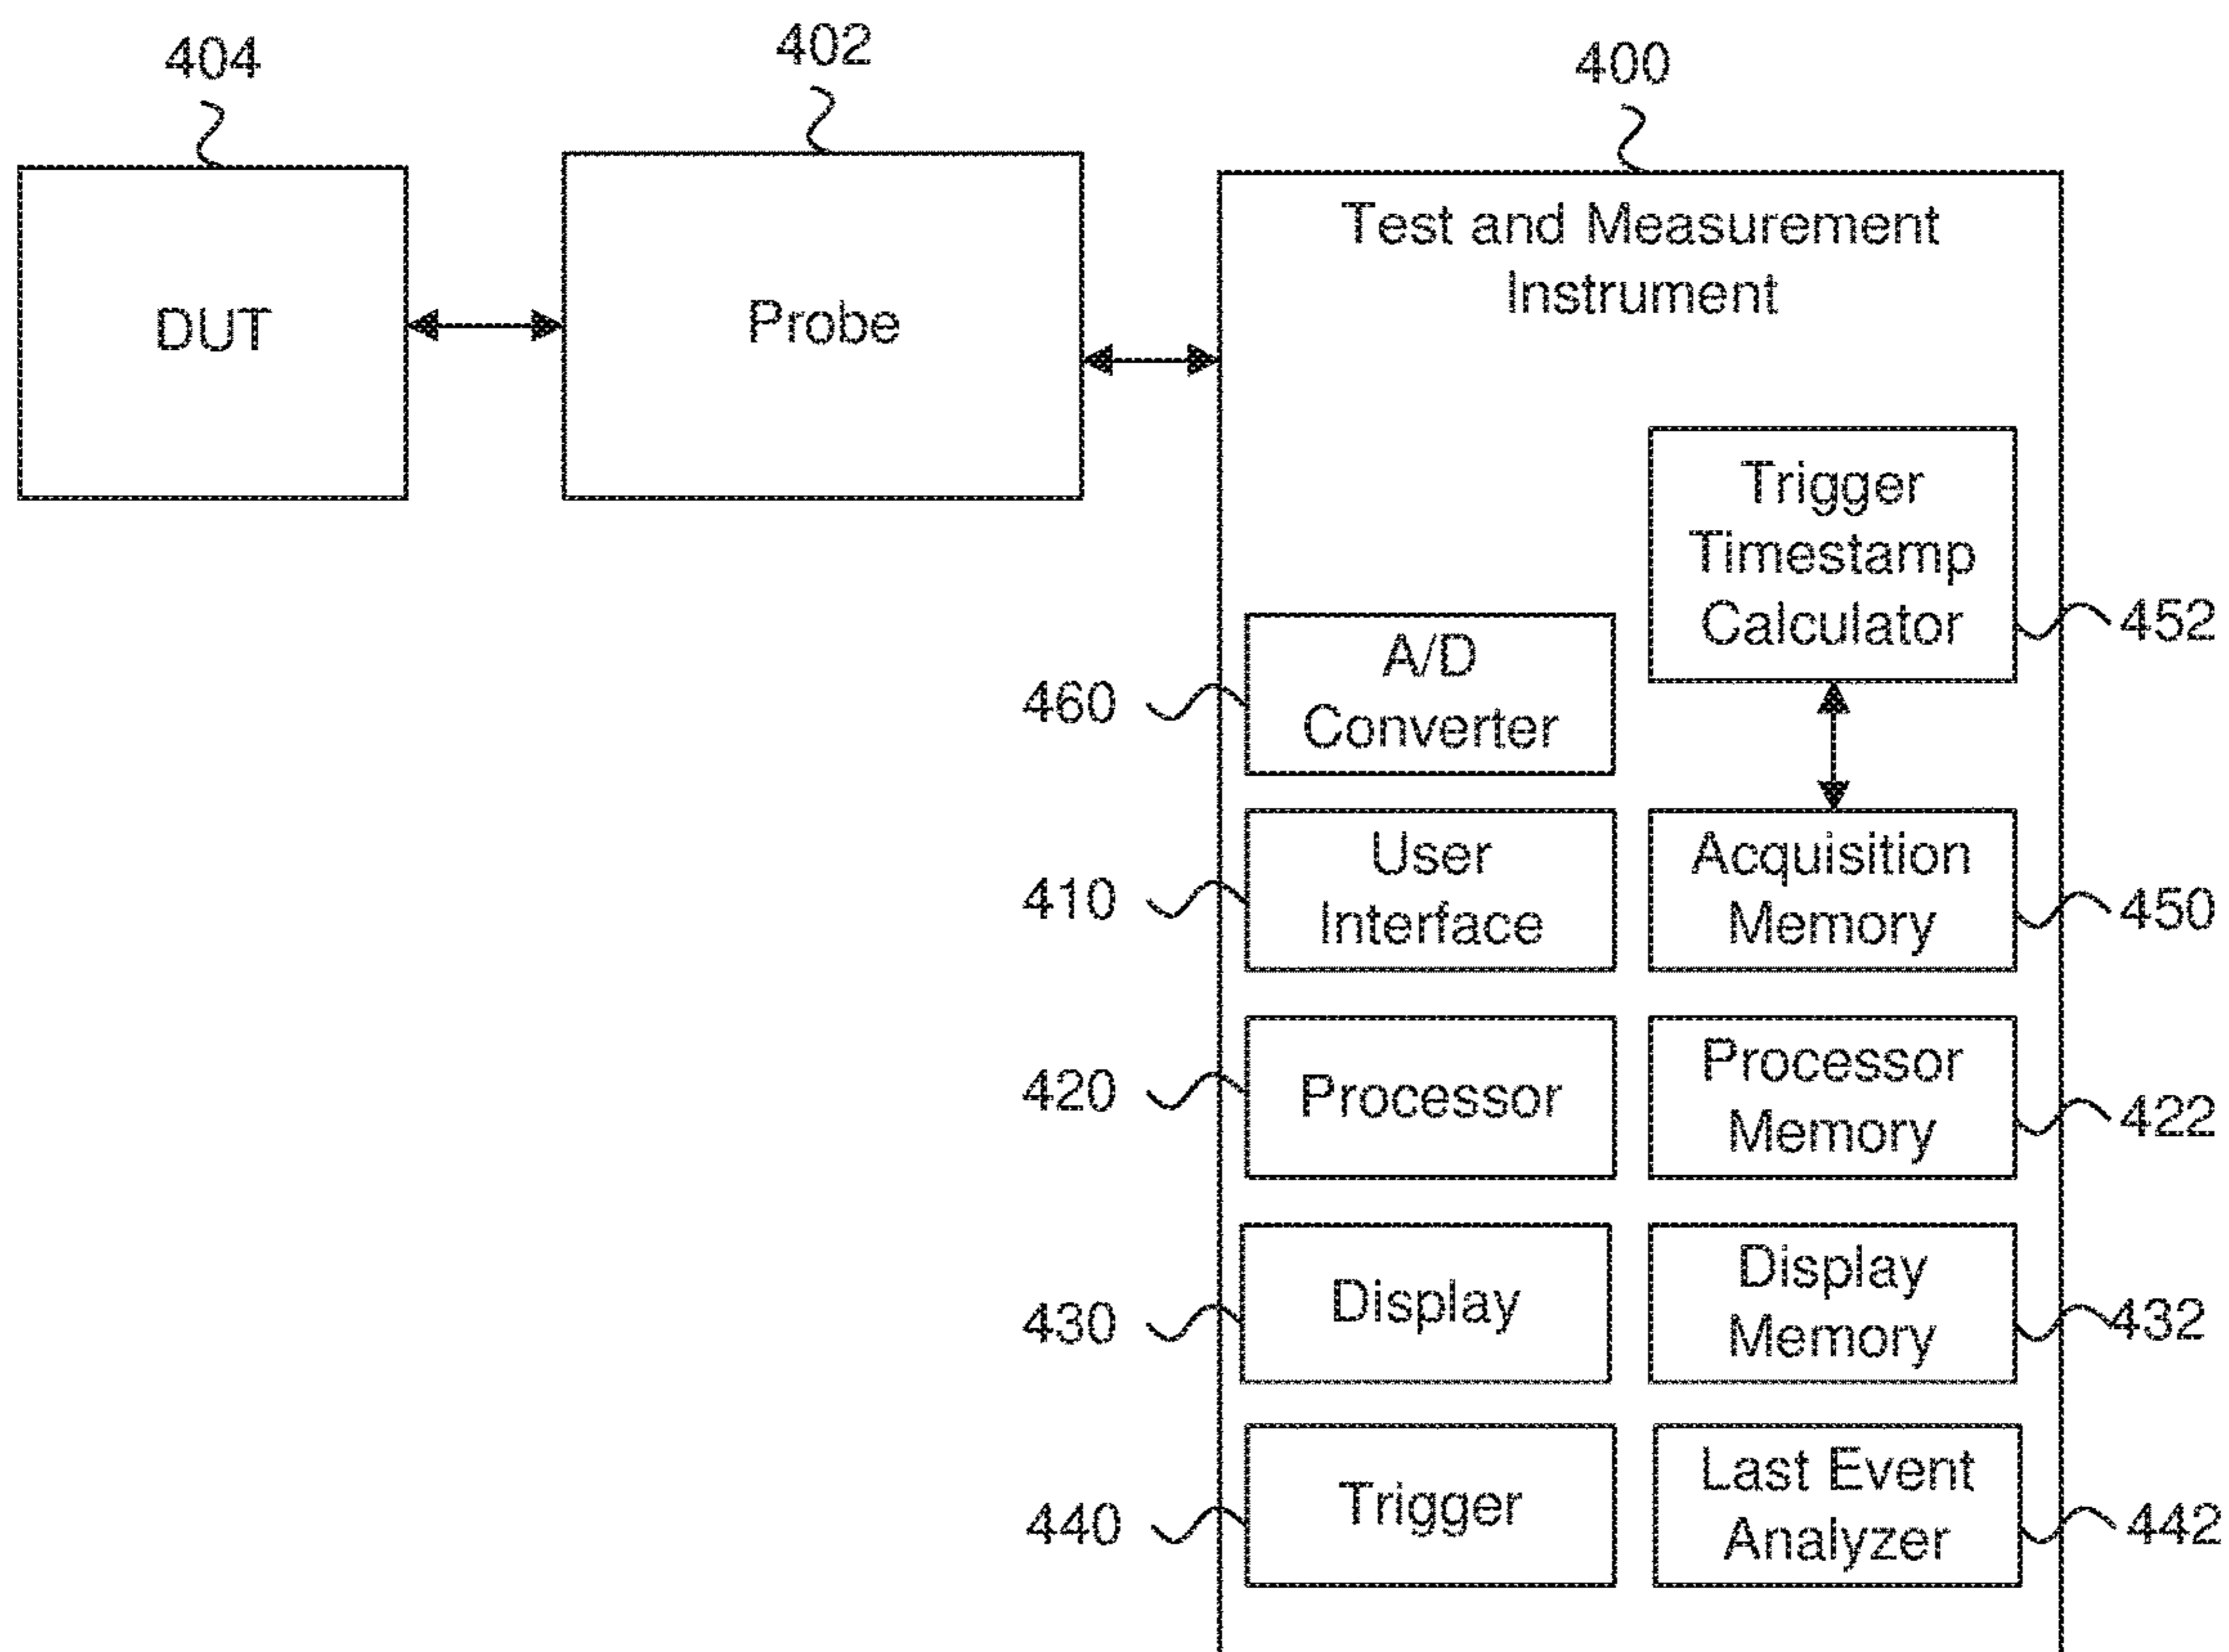 404
402
400
DUT
Probe
Test and Measurement
Instrument
Trigger
Timestamp
Calculator
452
460
A/D
Converter
410
User
Interface
Acquisition
Memory
450
420
Processor
Processor
Memory
422
430
Display
Display
Memory
432
440
Trigger
Last Event
Analyzer
442